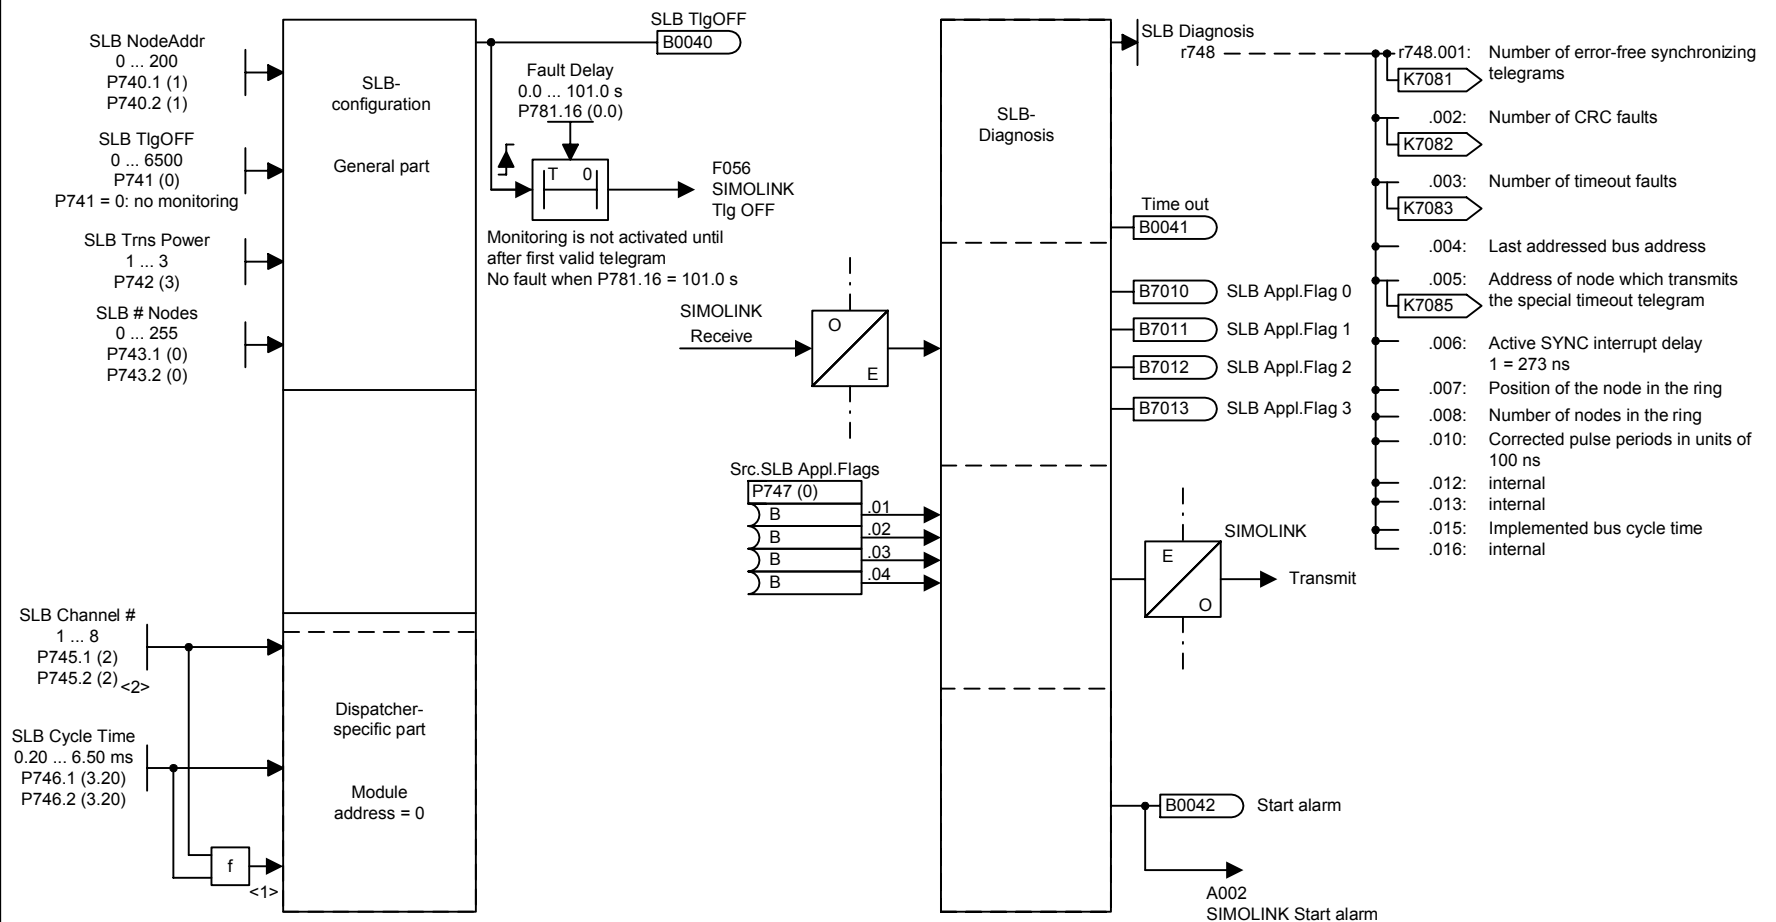 SLB NodeAddr
0 ... 200
P740.1 (1)
P740.2 (1)
SLB TlgOFF
0 ... 6500
P741 (0)
P741 = 0: no monitoring
SLB Trns Power
1 ... 3
P742 (3)
SLB # Nodes
0 ... 255
P743.1 (0)
P743.2 (0)
SLB Channel #
1 ... 8
P745.1 (2)
P745.2 (2)
<2>
SLB Cycle Time
0.20 ... 6.50 ms
P746.1 (3.20)
P746.2 (3.20)
f
<1>
SLB-
configuration
General part
Dispatcher-
specific part
Module
address = 0
SLB TlgOFF
B0040
Fault Delay
0.0 ... 101.0 s
P781.16 (0.0)
T 0
F056
SIMOLINK
Tlg OFF
Monitoring is not activated until
after first valid telegram
No fault when P781.16 = 101.0 s
SIMOLINK
Receive
O
E
Src.SLB Appl.Flags
P747 (0)
B .01
B .02
B .03
B .04
SLB-
Diagnosis
SLB Diagnosis
r748
Time out
B0041
B7010 SLB Appl.Flag 0
B7011 SLB Appl.Flag 1
B7012 SLB Appl.Flag 2
B7013 SLB Appl.Flag 3
SIMOLINK
E
O
Transmit
B0042 Start alarm
A002
SIMOLINK Start alarm
r748.001: Number of error-free synchronizing
telegrams
K7081
.002: Number of CRC faults
K7082
.003: Number of timeout faults
K7083
.004: Last addressed bus address
.005: Address of node which transmits
the special timeout telegram
K7085
.006: Active SYNC interrupt delay
1 = 273 ns
.007: Position of the node in the ring
.008: Number of nodes in the ring
.010: Corrected pulse periods in units of
100 ns
.012: internal
.013: internal
.015: Implemented bus cycle time
.016: internal